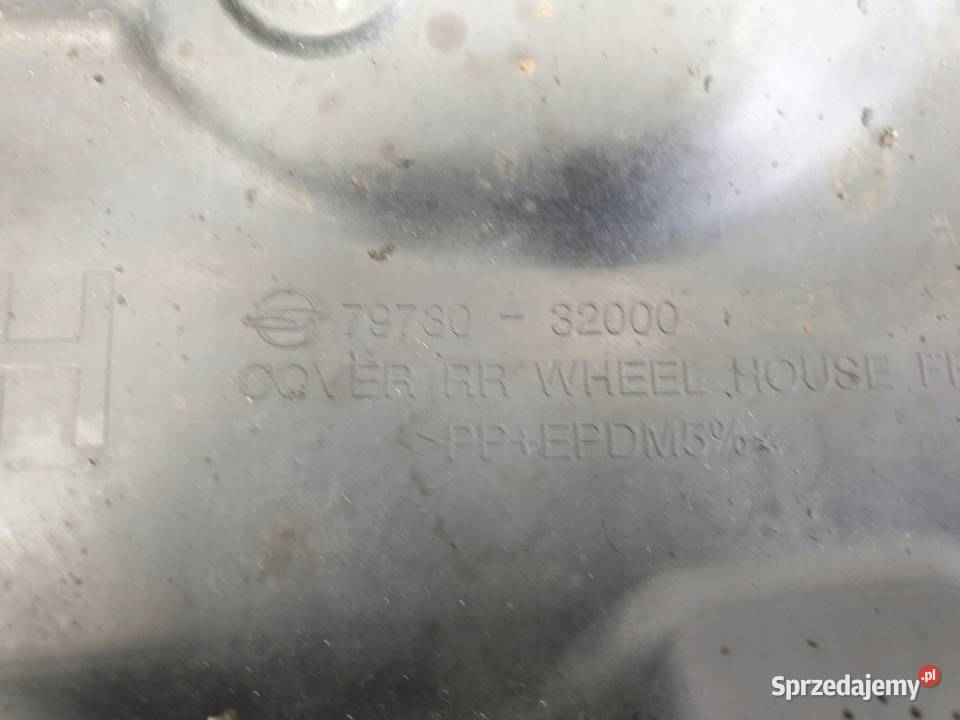 H
79730 - 32000
COVER RR WHEEL HOUSE
>PP+EPDM5%<
Sprzedajemy.pl